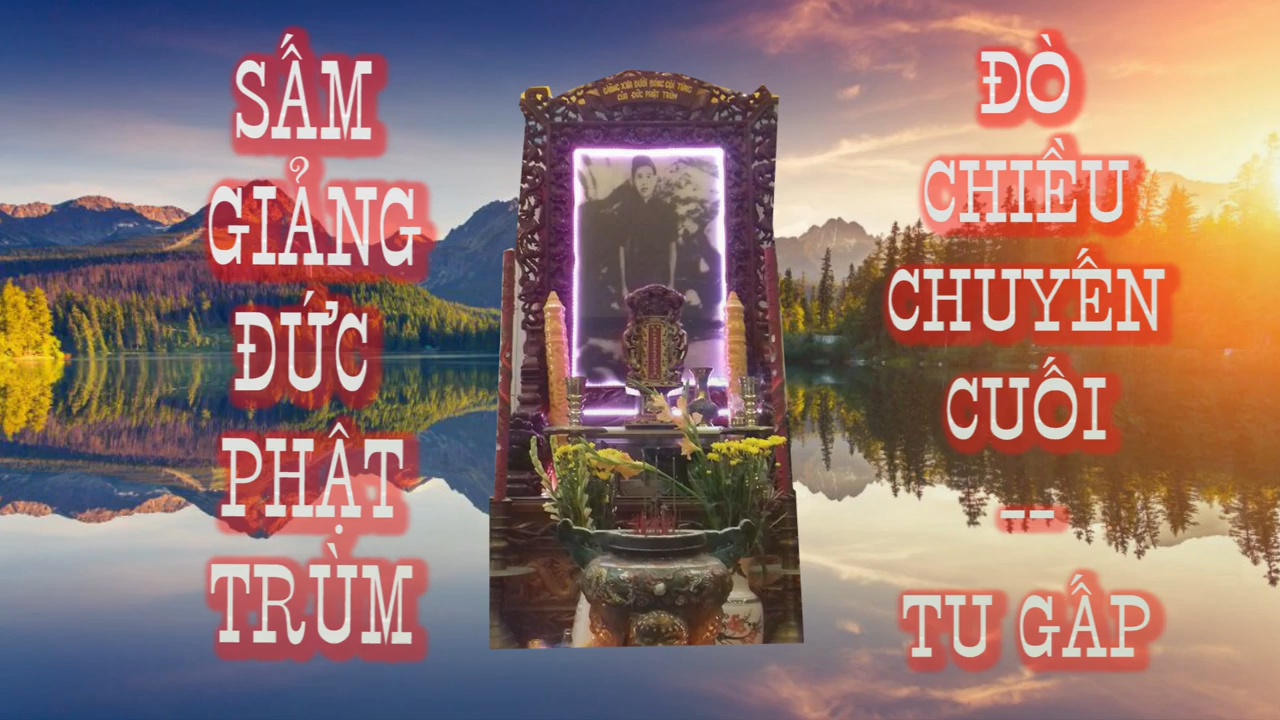 SẤM
GIẢNG
ĐỨC
PHẬT
TRÙM
ĐÒ
CHIỀU
CHUYẾN
CUỐI
--
TU GẤP